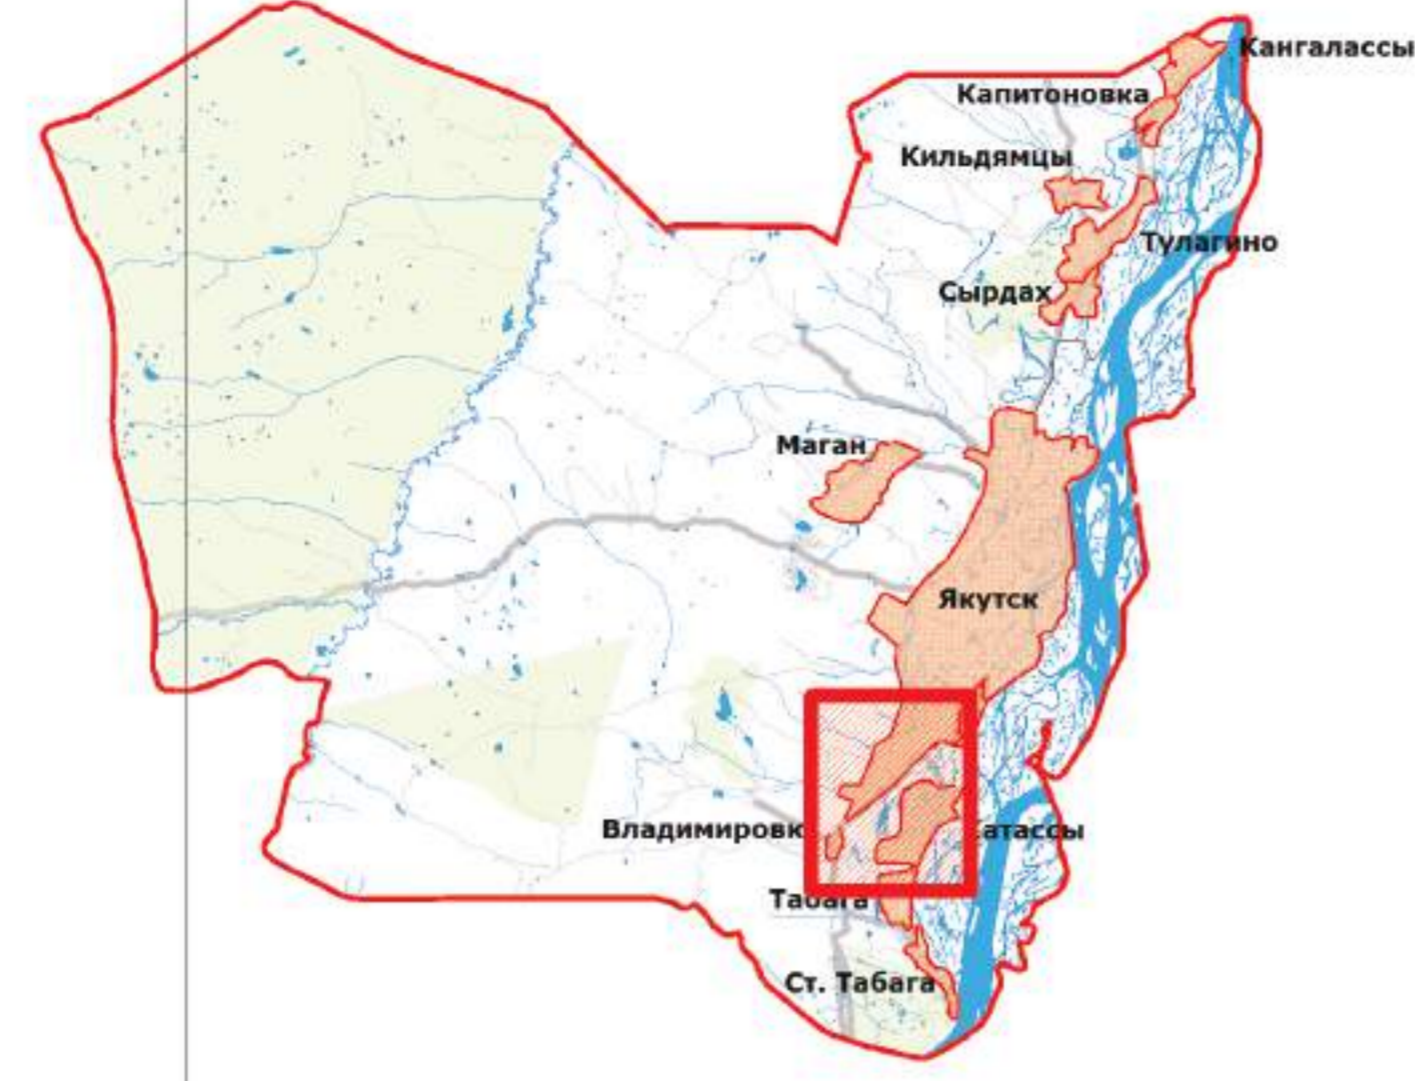 Кангалассы
Капитоновка
Кильдямцы
Тулагино
Сырдах
Маган
Якутск
Владимировк
атассы
Табага
Ст. Табага